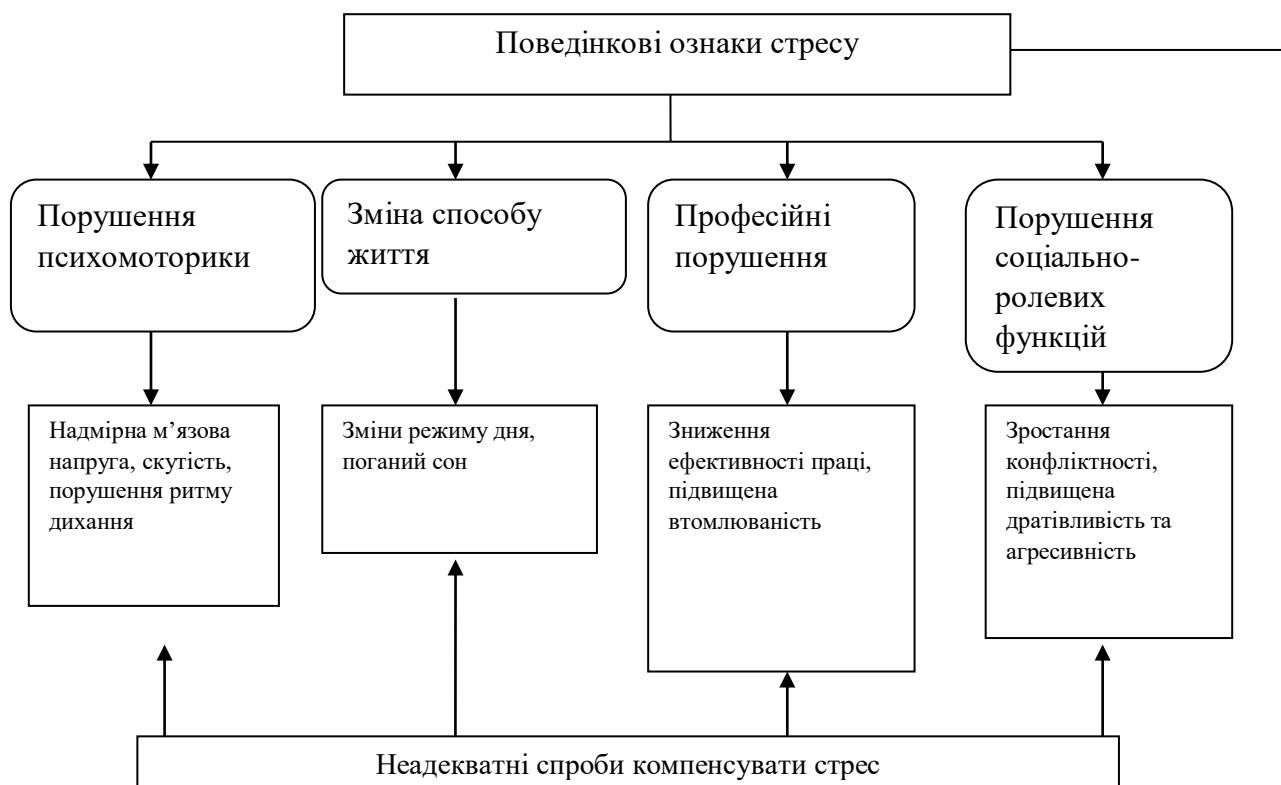 Поведінкові ознаки стресу
Порушення
психомоторики
Зміна способу
життя
Професійні
порушення
Порушення
соціально-
ролевих
функцій
Надмірна м’язова
напруга, скутість,
порушення ритму
дихання
Зміни режиму дня,
поганий сон
Зниження
ефективності праці,
підвищена
втомлюваність
Зростання
конфліктності,
підвищена
дратівливість та
агресивність
Неадекватні спроби компенсувати стрес